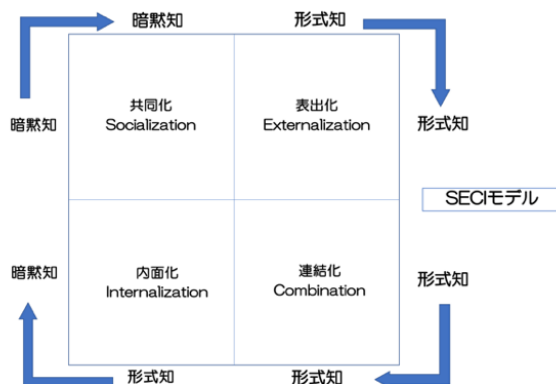 暗黙知
形式知
暗黙知
共同化
Socialization
表出化
Externalization
形式知
SECIモデル
暗黙知
内面化
Internalization
連結化
Combination
形式知
形式知
形式知